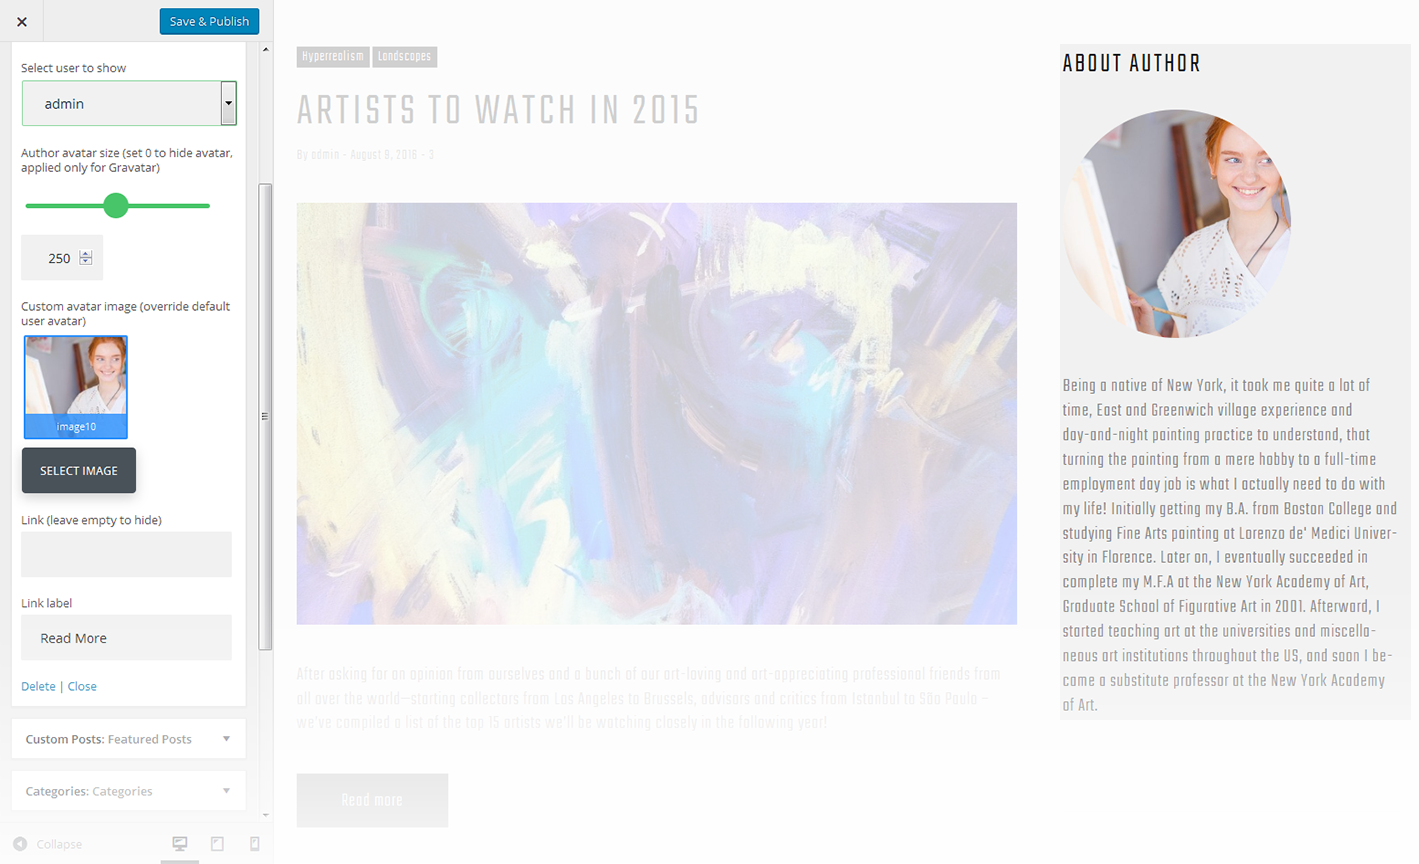 Save & Publish
Select user to show
admin
Author avatar size (set 0 to hide avatar,
applied only for Gravatar)
250
Custom avatar image (override default
user avatar)
image10
SELECT IMAGE
Link (leave empty to hide)
Link label
Read More
Delete | Close
Custom Posts: Featured Posts
Categories: Categories
Collapse
Hyperrealism Landscapes
ARTISTS TO WATCH IN 2015
By admin - August 9, 2016 - 3
After asking for an opinion from ourselves and a bunch of our art-loving and art-appreciating professional friends from
all over the world—starting collectors from Los Angeles to Brussels, advisors and critics from Istanbul to São Paulo –
we've compiled a list of the top 15 artists we'll be watching closely in the following year!
Read more
ABOUT AUTHOR
Being a native of New York, it took me quite a lot of
time, East and Greenwich village experience and
day-and-night painting practice to understand, that
turning the painting from a mere hobby to a full-time
employment day job is what I actually need to do with
my life! Initially getting my B.A. from Boston College and
studying Fine Arts painting at Lorenzo de' Medici Univer-
sity in Florence. Later on, I eventually succeeded in
complete my M.F.A at the New York Academy of Art,
Graduate School of Figurative Art in 2001. Afterward, I
started teaching art at the universities and miscella-
neous art institutions throughout the US, and soon I be-
came a substitute professor at the New York Academy
of Art.